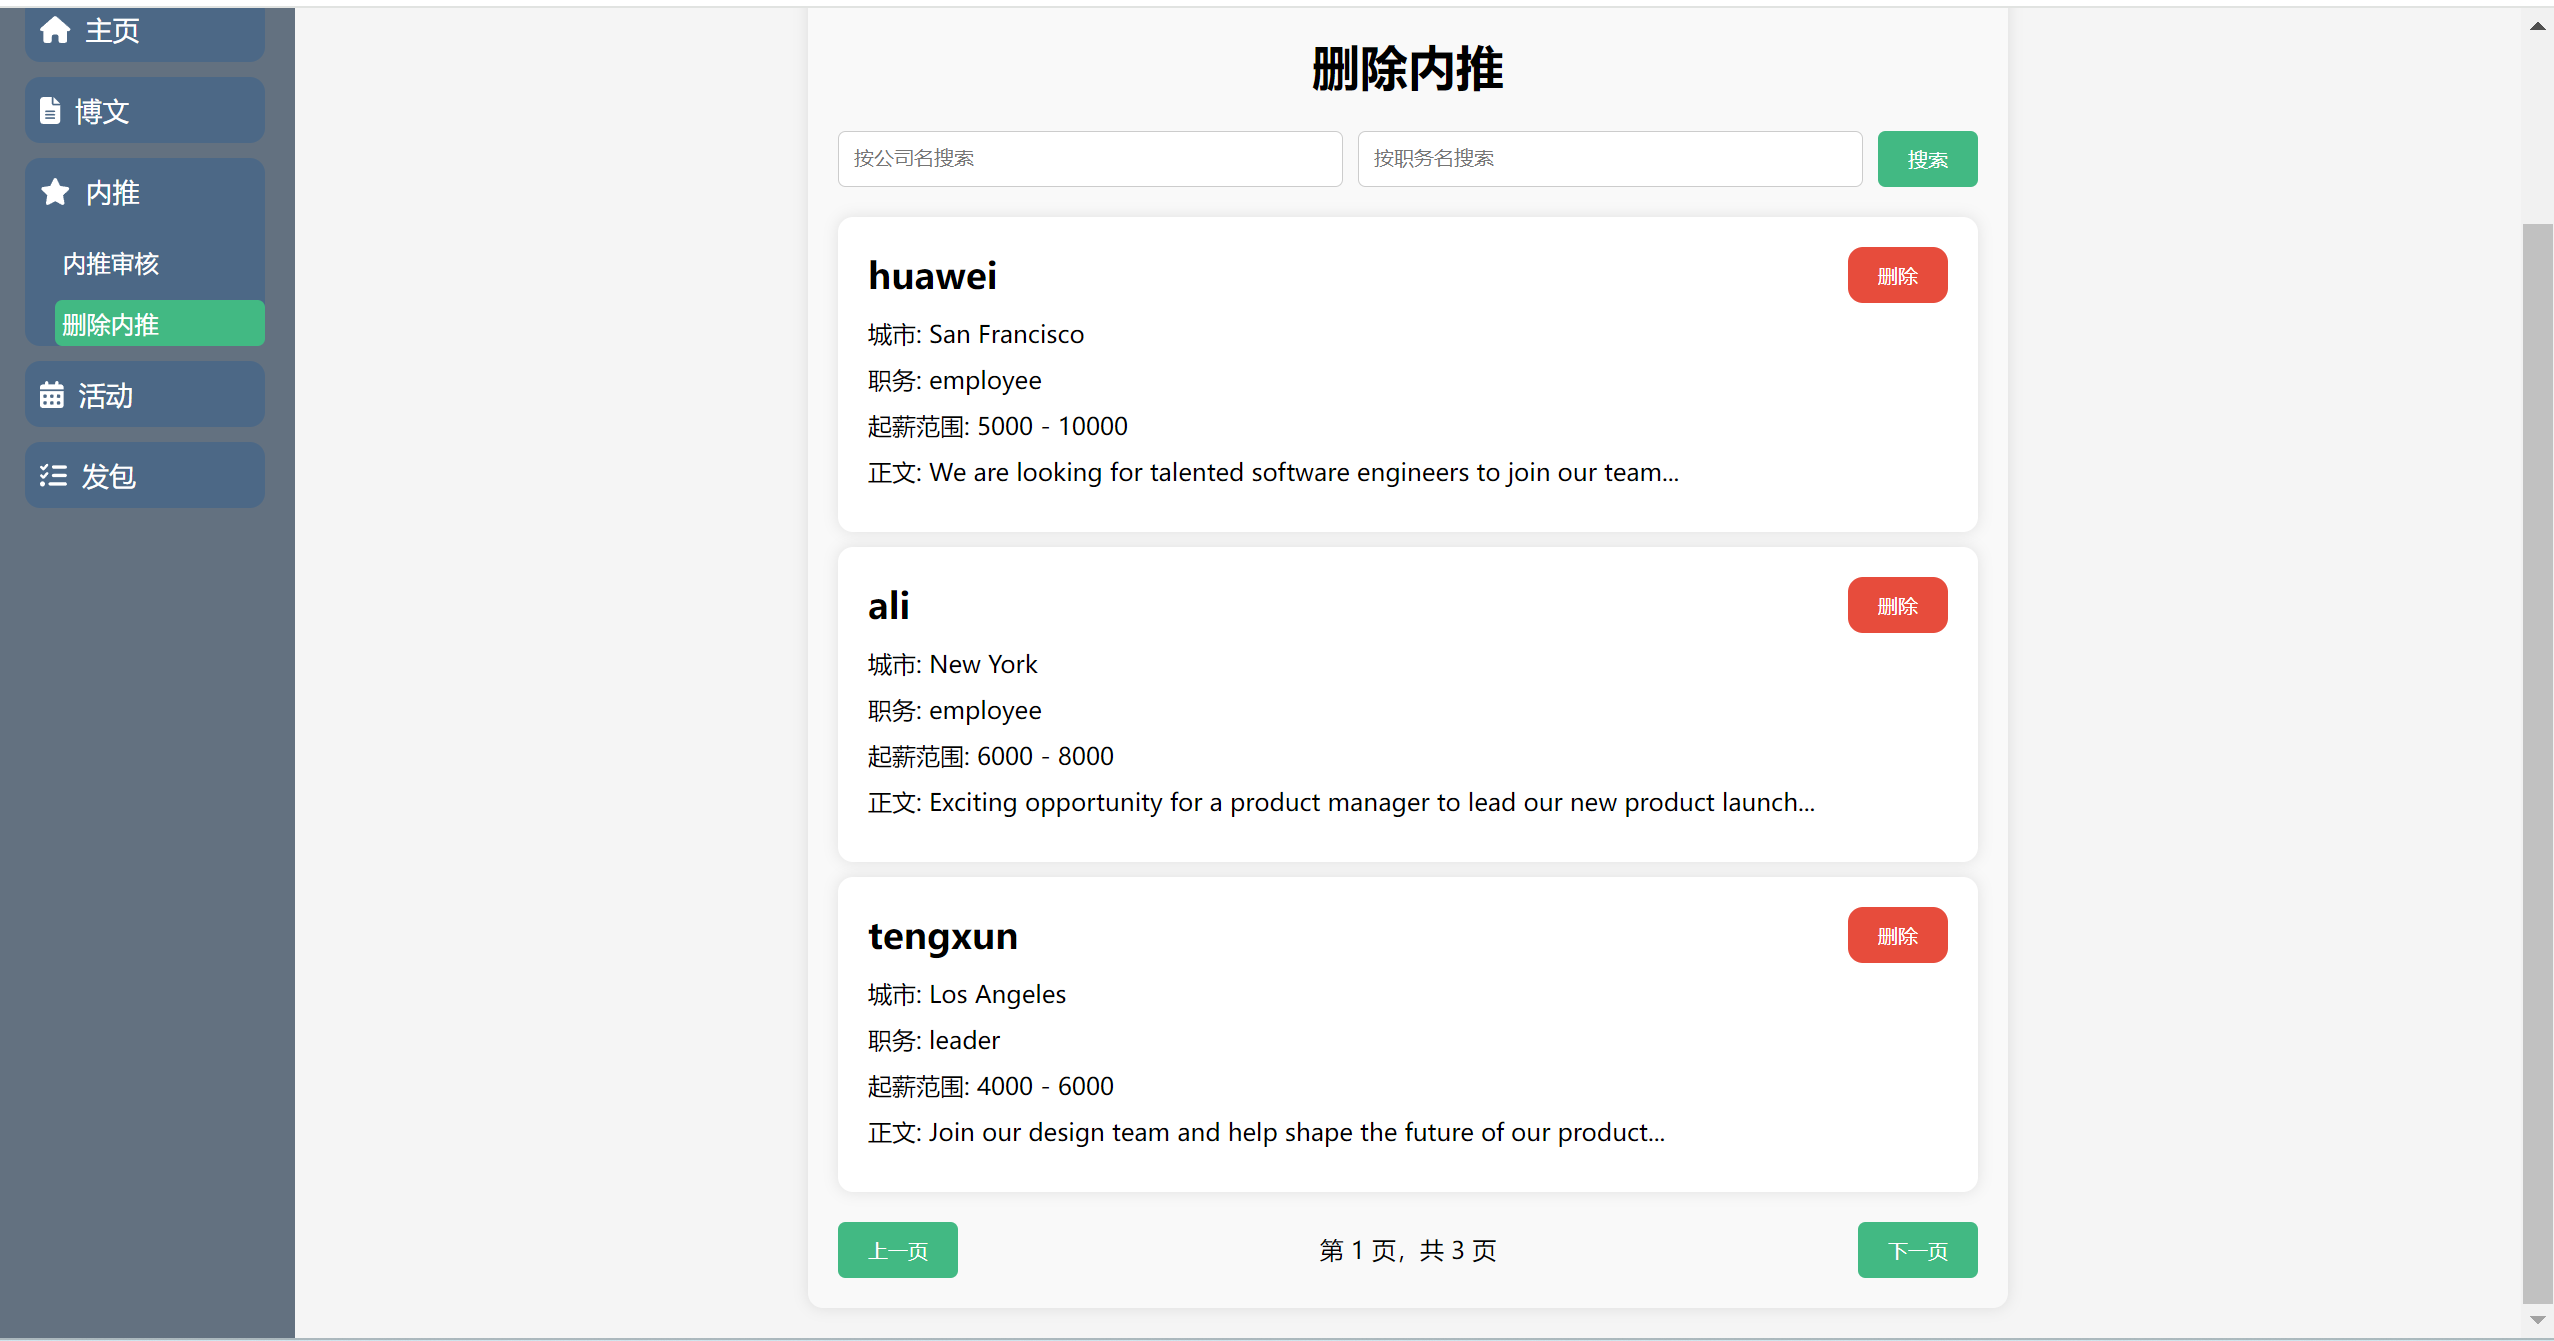 主页
博文
内推
内推审核
删除内推
活动
发包
删除内推
按公司名搜索
按职务名搜索
搜索
huawei
删除
城市: San Francisco
职务: employee
起薪范围: 5000 - 10000
正文: We are looking for talented software engineers to join our team...
ali
删除
城市: New York
职务: employee
起薪范围: 6000 - 8000
正文: Exciting opportunity for a product manager to lead our new product launch...
tengxun
删除
城市: Los Angeles
职务: leader
起薪范围: 4000 - 6000
正文: Join our design team and help shape the future of our product...
上一页
第 1 页，共 3 页
下一页